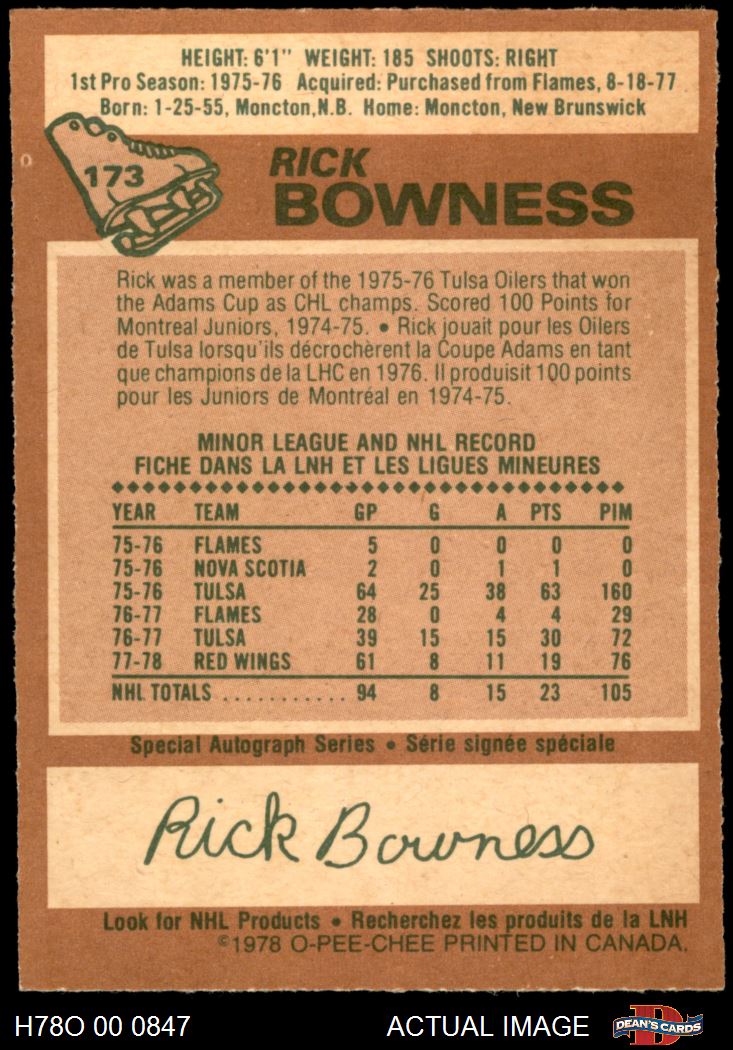 HEIGHT: 6'1" WEIGHT: 185 SHOOTS: RIGHT
1st Pro Season: 1975-76 Acquired: Purchased from Flames, 8-18-77
Born: 1-25-55, Moncton,N.B. Home: Moncton, New Brunswick
173
RICK
BOWNESS
Rick was a member of the 1975-76 Tulsa Oilers that won
the Adams Cup as CHL champs. Scored 100 Points for
Montreal Juniors, 1974-75. • Rick jouait pour les Oilers
de Tulsa lorsqu'ils décrochèrent la Coupe Adams en tant
que champions de la LHC en 1976. Il produisit 100 points
pour les Juniors de Montréal en 1974-75.
MINOR LEAGUE AND NHL RECORD
FICHE DANS LA LNH ET LES LIGUES MINEURES
YEAR TEAM GP G A PTS PIM
75-76 FLAMES 5 0 0 0 0
75-76 NOVA SCOTIA 2 0 1 1 0
75-76 TULSA 64 25 38 63 160
76-77 FLAMES 28 0 4 4 29
76-77 TULSA 39 15 15 30 72
77-78 RED WINGS 61 8 11 19 76
NHL TOTALS . . . . . . . . . . . 94 8 15 23 105
Special Autograph Series • Série signée spéciale
Rick Bowness
Look for NHL Products • Recherchez les produits de la LNH
©1978 O-PEE-CHEE PRINTED IN CANADA.
H78O 00 0847 ACTUAL IMAGE D DEAN'S CARDS